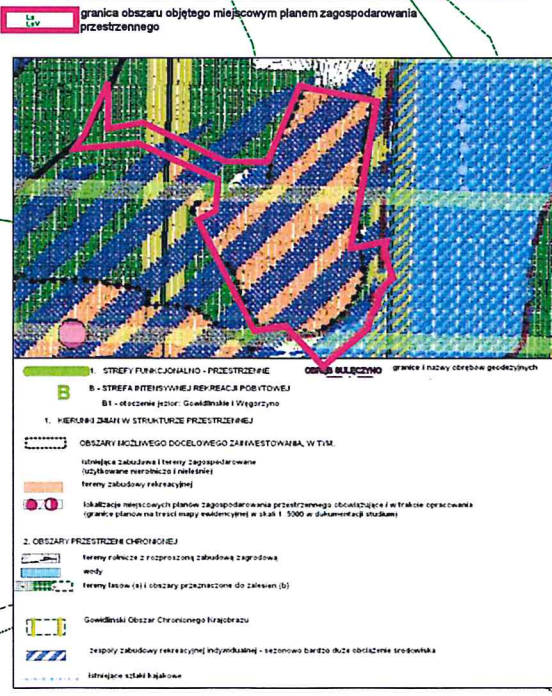 granica obszaru objętego miejscowym planem zagospodarowania
przestrzennego
1. STREFY FUNKCJONALNO - PRZESTRZENNE
OBRĘB SULĘCZYNO
granice i nazwy obrębów geodezyjnych
B
B - STREFA INTENSYWNEJ REKREACJI POBYTOWEJ
B1 - otoczenie jezior: Gowidlińskie i Węgorzyno
1. KIERUNKI ZMIAN W STRUKTURZE PRZESTRZENNEJ
OBSZARY MOŻLIWEGO DOCELOWEGO ZAINWESTOWANIA, W TYM:
istniejąca zabudowa i tereny zagospodarowane
(użytkowane nierolniczo i nieleśnie)
tereny zabudowy rekreacyjnej
lokalizacje miejscowych planów zagospodarowania przestrzennego obowiązujące i w trakcie opracowania
(granice planów na treści mapy ewidencyjnej w skali 1: 5000 w dokumentacji studium)
2. OBSZARY PRZESTRZENI CHRONIONEJ
tereny rolnicze z rozproszoną zabudową zagrodową
wody
tereny lasów (a) i obszary przeznaczone do zalesień (b)
Gowidliński Obszar Chronionego Krajobrazu
zespoły zabudowy rekreacyjnej indywidualnej - sezonowo bardzo duże obciążenie środowiska
istniejące szlaki kajakowe